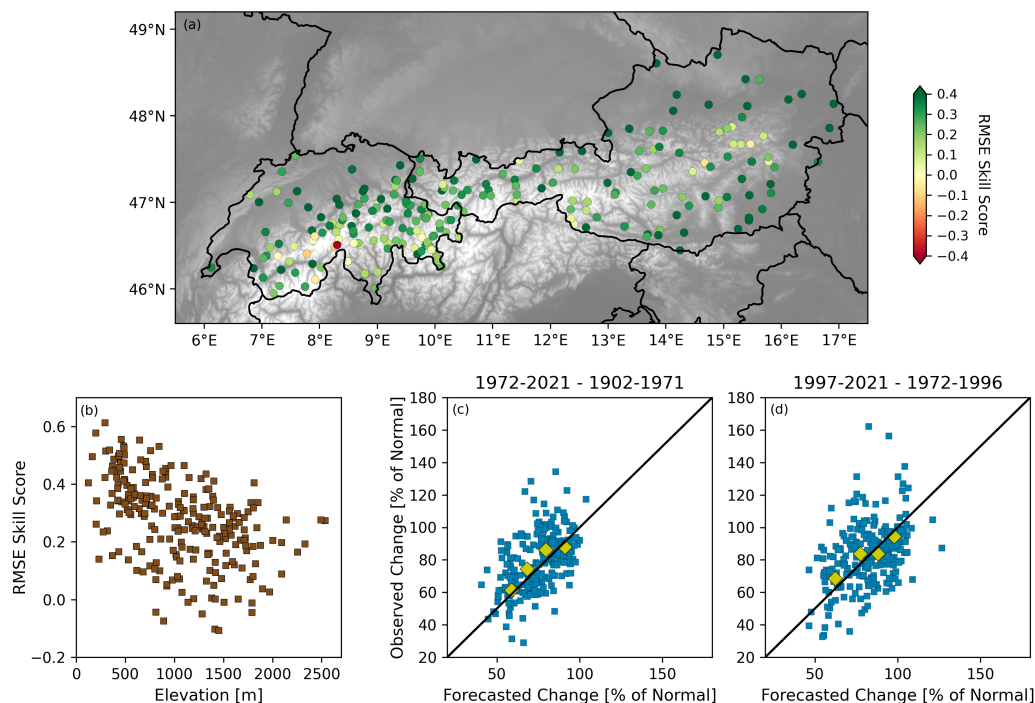 (a)
49°N
48°N
47°N
46°N
6°E 7°E 8°E 9°E 10°E 11°E 12°E 13°E 14°E 15°E 16°E 17°E
0.4
0.3
0.2
0.1
0.0
−0.1
−0.2
−0.3
−0.4
RMSE Skill Score
(b)
0.6
0.4
0.2
0.0
−0.2
RMSE Skill Score
0 500 1000 1500 2000 2500
Elevation [m]
1972-2021 - 1902-1971
(c)
180
160
140
120
100
80
60
40
20
Observed Change [% of Normal]
50 100 150
Forecasted Change [% of Normal]
1997-2021 - 1972-1996
(d)
180
160
140
120
100
80
60
40
20
50 100 150
Forecasted Change [% of Normal]